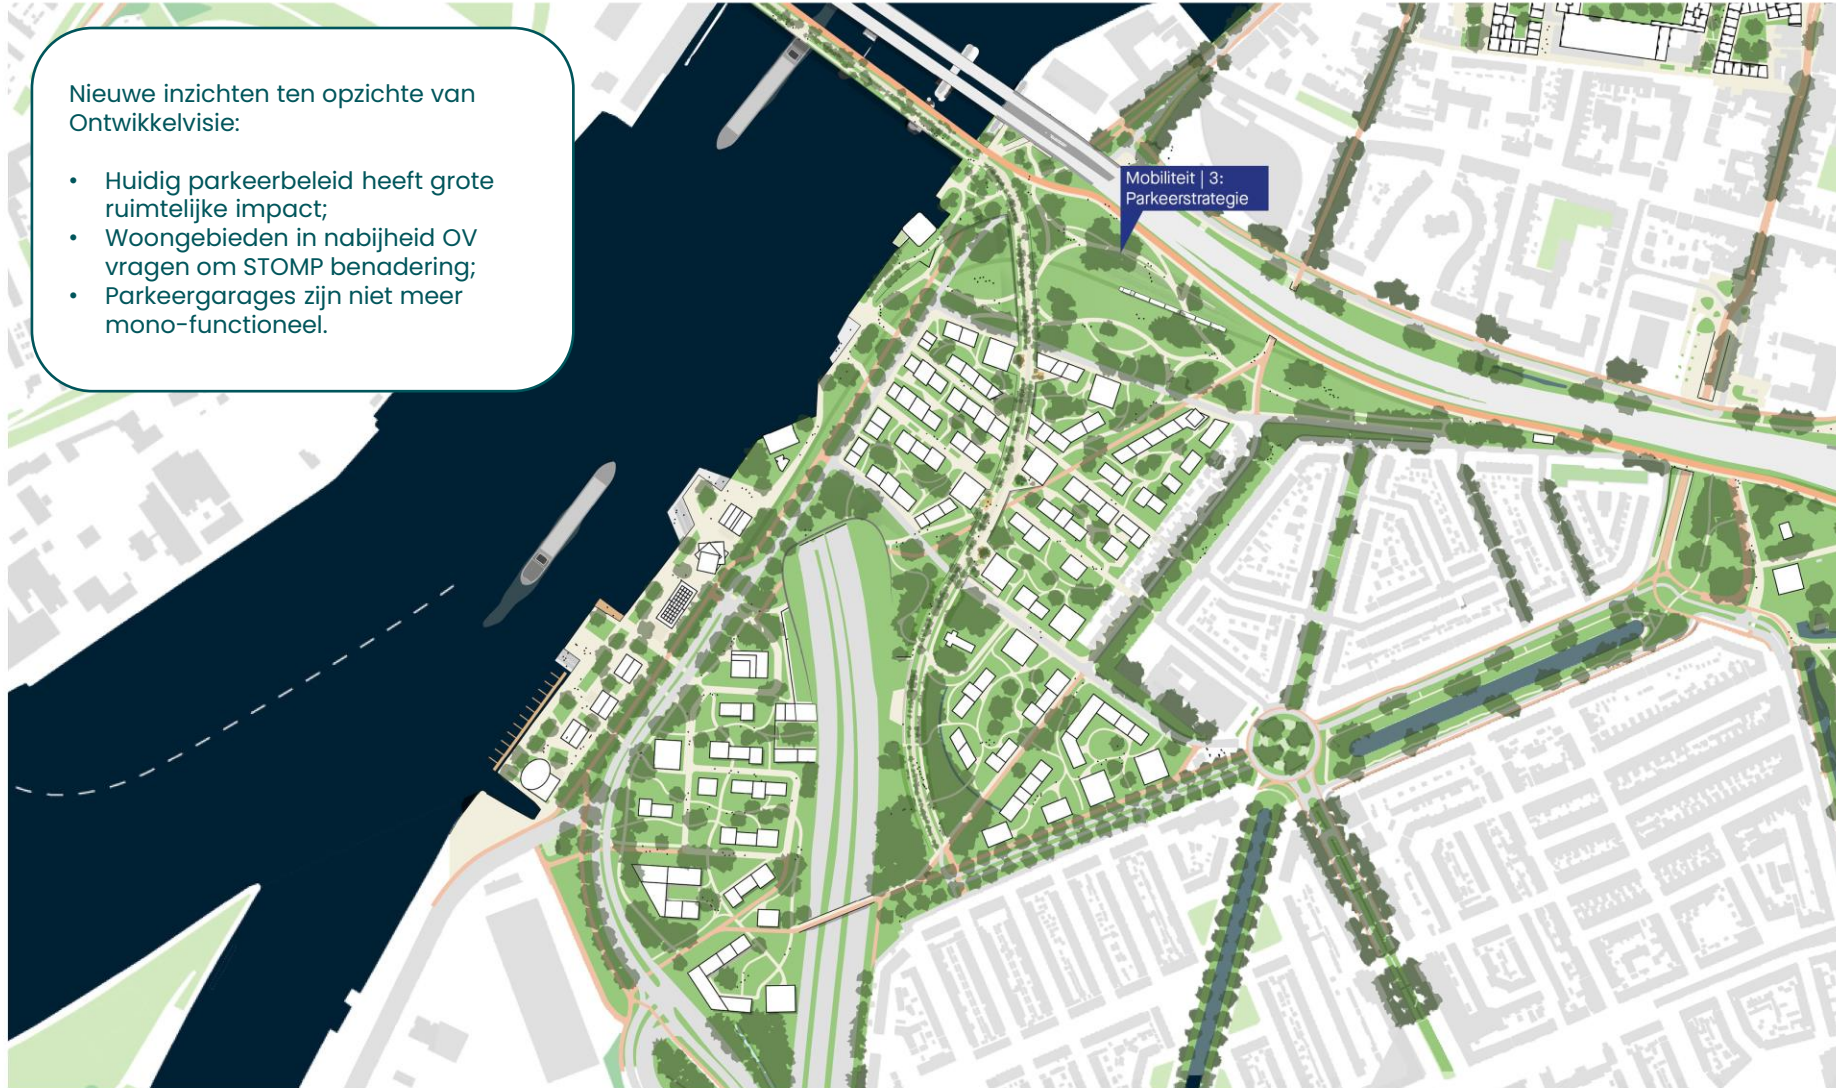 Nieuwe inzichten ten opzichte van
Ontwikkelvisie:
• Huidig parkeerbeleid heeft grote
ruimtelijke impact;
• Woongebieden in nabijheid OV
vragen om STOMP benadering;
• Parkeergarages zijn niet meer
mono-functioneel.
Mobiliteit | 3:
Parkeerstrategie